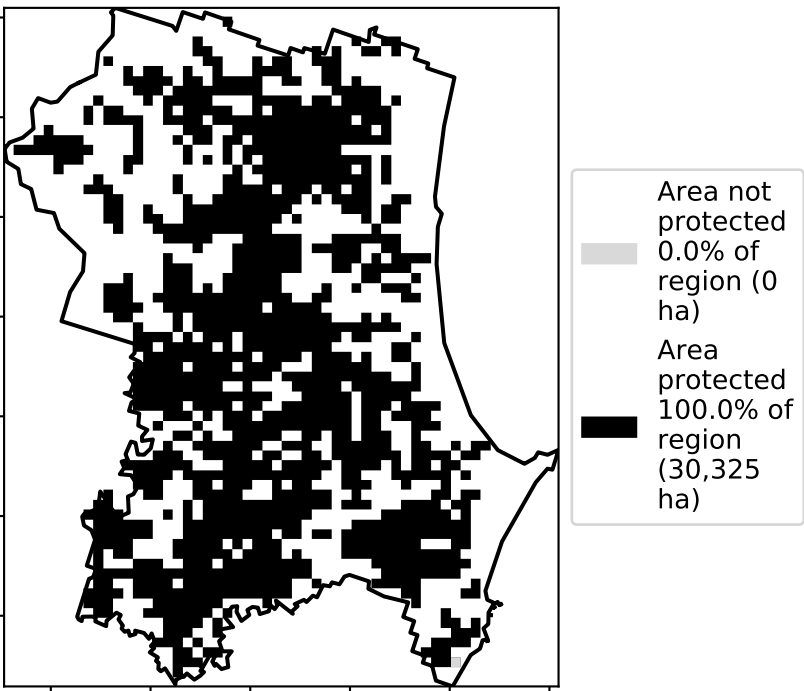 Area not
protected
0.0% of
region (0
ha)
Area
protected
100.0% of
region
(30,325
ha)